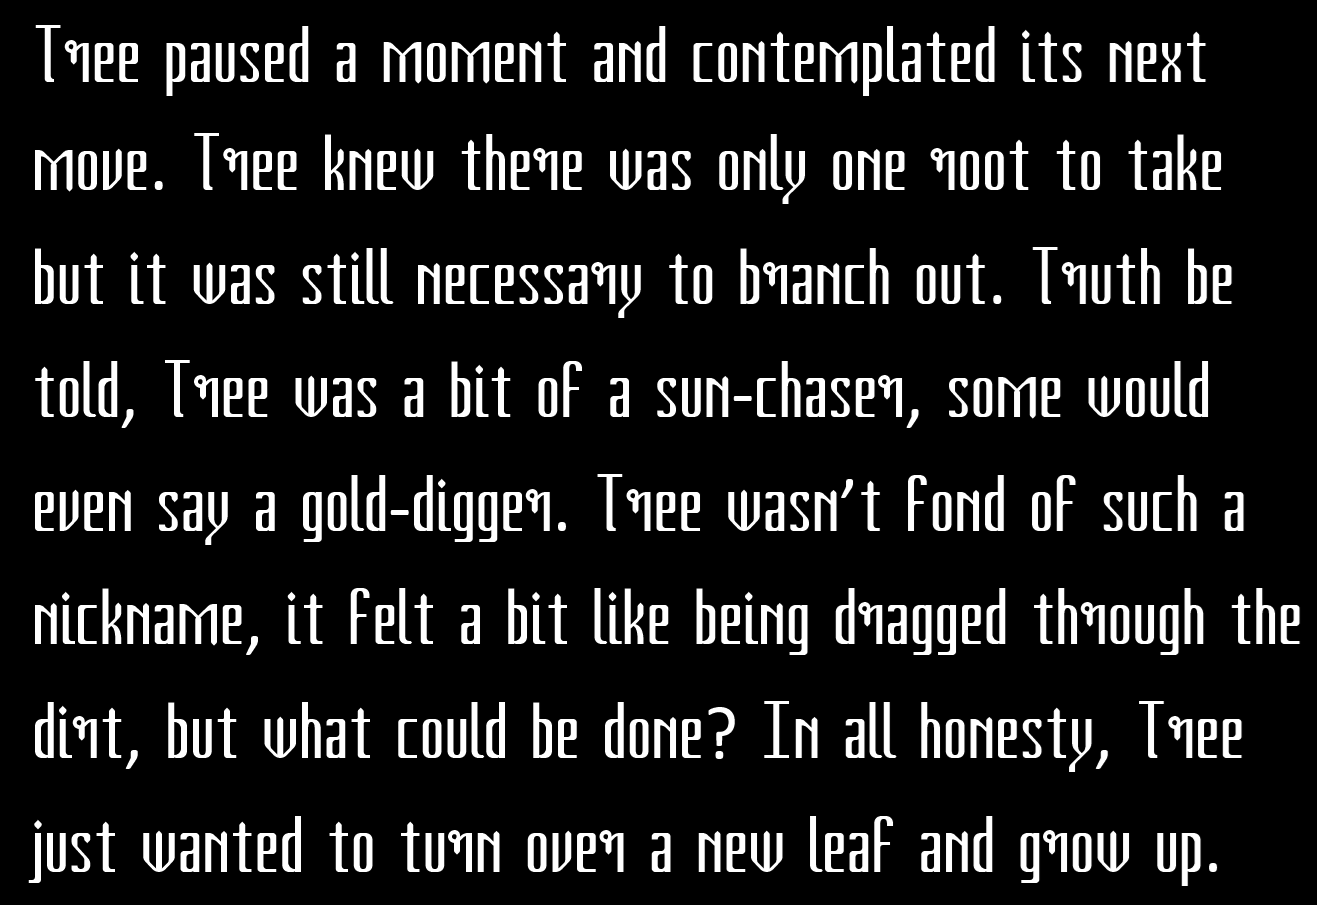 Tree paused a moment and contemplated its next
move. Tree knew there was only one root to take
but it was still necessary to branch out. Truth be
told, Tree was a bit of a sun-chaser, some would
even say a gold-digger. Tree wasn't fond of such a
nickname, it felt a bit like being dragged through the
dirt, but what could be done? In all honesty, Tree
just wanted to turn over a new leaf and grow up.